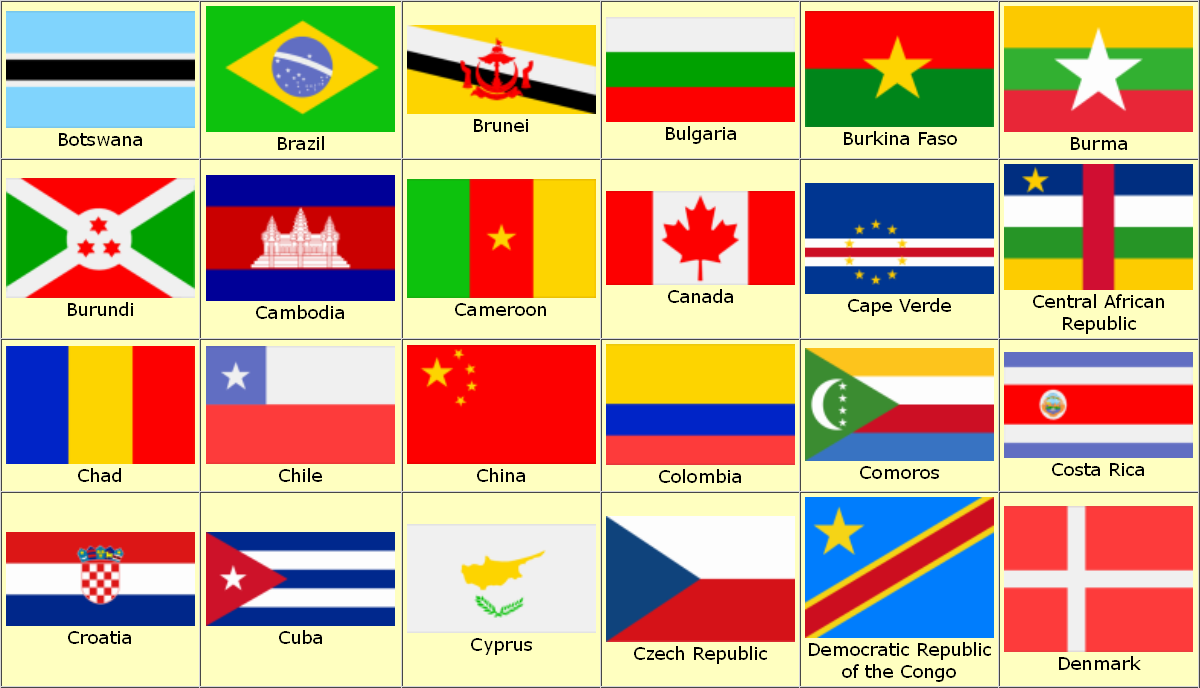 Botswana
Brazil
Brunei
Bulgaria
Burkina Faso
Burma
Burundi
Cambodia
Cameroon
Canada
Cape Verde
Central African
Republic
Chad
Chile
China
Colombia
Comoros
Costa Rica
Croatia
Cuba
Cyprus
Czech Republic
Democratic Republic
of the Congo
Denmark